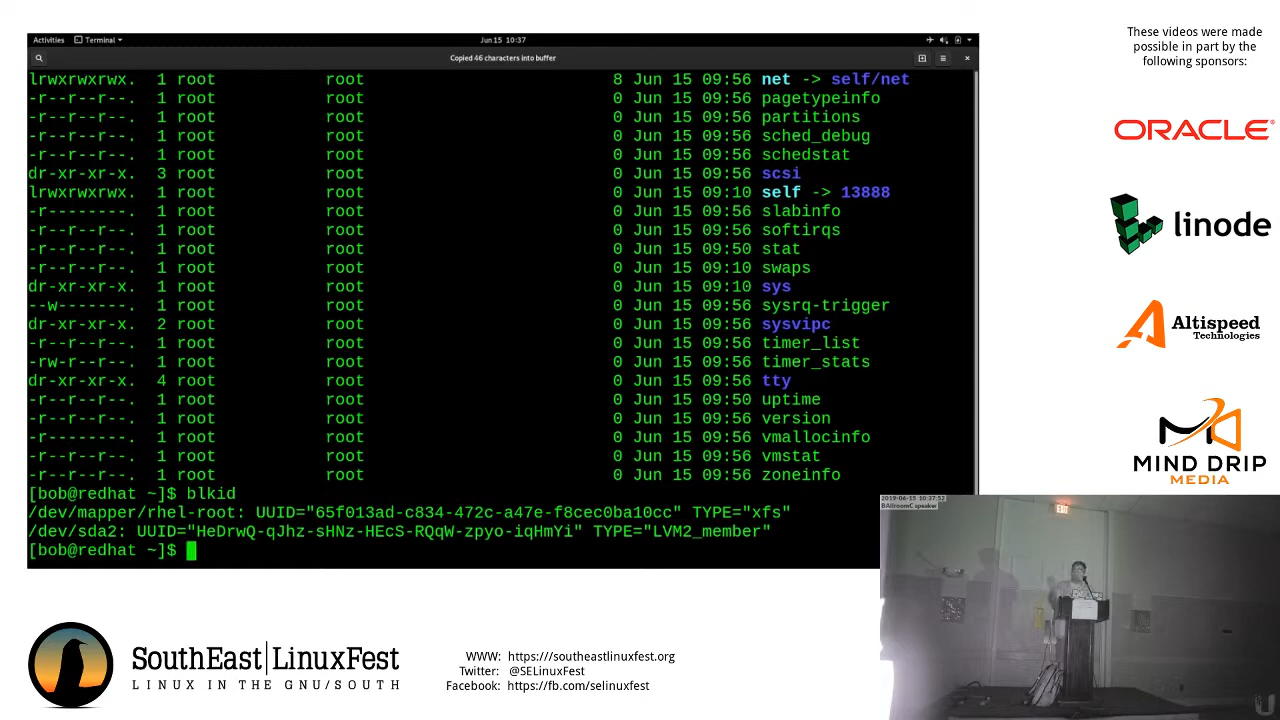 Activities Terminal Jun 15 10:37
Copied 46 characters into buffer
lrwxrwxrwx. 1 root root 8 Jun 15 09:56 net -> self/net
-r--r--r--. 1 root root 0 Jun 15 09:56 pagetypeinfo
-r--r--r--. 1 root root 0 Jun 15 09:56 partitions
-r--r--r--. 1 root root 0 Jun 15 09:56 sched_debug
-r--r--r--. 1 root root 0 Jun 15 09:56 schedstat
dr-xr-xr-x. 3 root root 0 Jun 15 09:56 scsi
lrwxrwxrwx. 1 root root 0 Jun 15 09:10 self -> 13888
-r--------. 1 root root 0 Jun 15 09:56 slabinfo
-r--r--r--. 1 root root 0 Jun 15 09:56 softirqs
-r--r--r--. 1 root root 0 Jun 15 09:50 stat
-r--r--r--. 1 root root 0 Jun 15 09:10 swaps
dr-xr-xr-x. 1 root root 0 Jun 15 09:10 sys
--w-------. 1 root root 0 Jun 15 09:56 sysrq-trigger
dr-xr-xr-x. 2 root root 0 Jun 15 09:56 sysvipc
-r--r--r--. 1 root root 0 Jun 15 09:56 timer_list
-rw-r--r--. 1 root root 0 Jun 15 09:56 timer_stats
dr-xr-xr-x. 4 root root 0 Jun 15 09:56 tty
-r--r--r--. 1 root root 0 Jun 15 09:50 uptime
-r--r--r--. 1 root root 0 Jun 15 09:56 version
-r--------. 1 root root 0 Jun 15 09:56 vmallocinfo
-r--r--r--. 1 root root 0 Jun 15 09:56 vmstat
-r--r--r--. 1 root root 0 Jun 15 09:56 zoneinfo
[bob@redhat ~]$ blkid
/dev/mapper/rhel-root: UUID="65f013ad-c834-472c-a47e-f8cec0ba10cc" TYPE="xfs"
/dev/sda2: UUID="HeDrwQ-qJhz-sHNz-HEcS-RQqW-zpyo-iqHmYi" TYPE="LVM2_member"
[bob@redhat ~]$
These videos were made
possible in part by the
following sponsors:
ORACLE®
linode
Altispeed
Technologies
MIND DRIP
MEDIA
2019-06-15 10:37:52
BAllroomC speaker
EXIT
SouthEast|LinuxFest
LINUX IN THE GNU/SOUTH
WWW: https:///southeastlinuxfest.org
Twitter: @SELinuxFest
Facebook: https://fb.com/selinuxfest